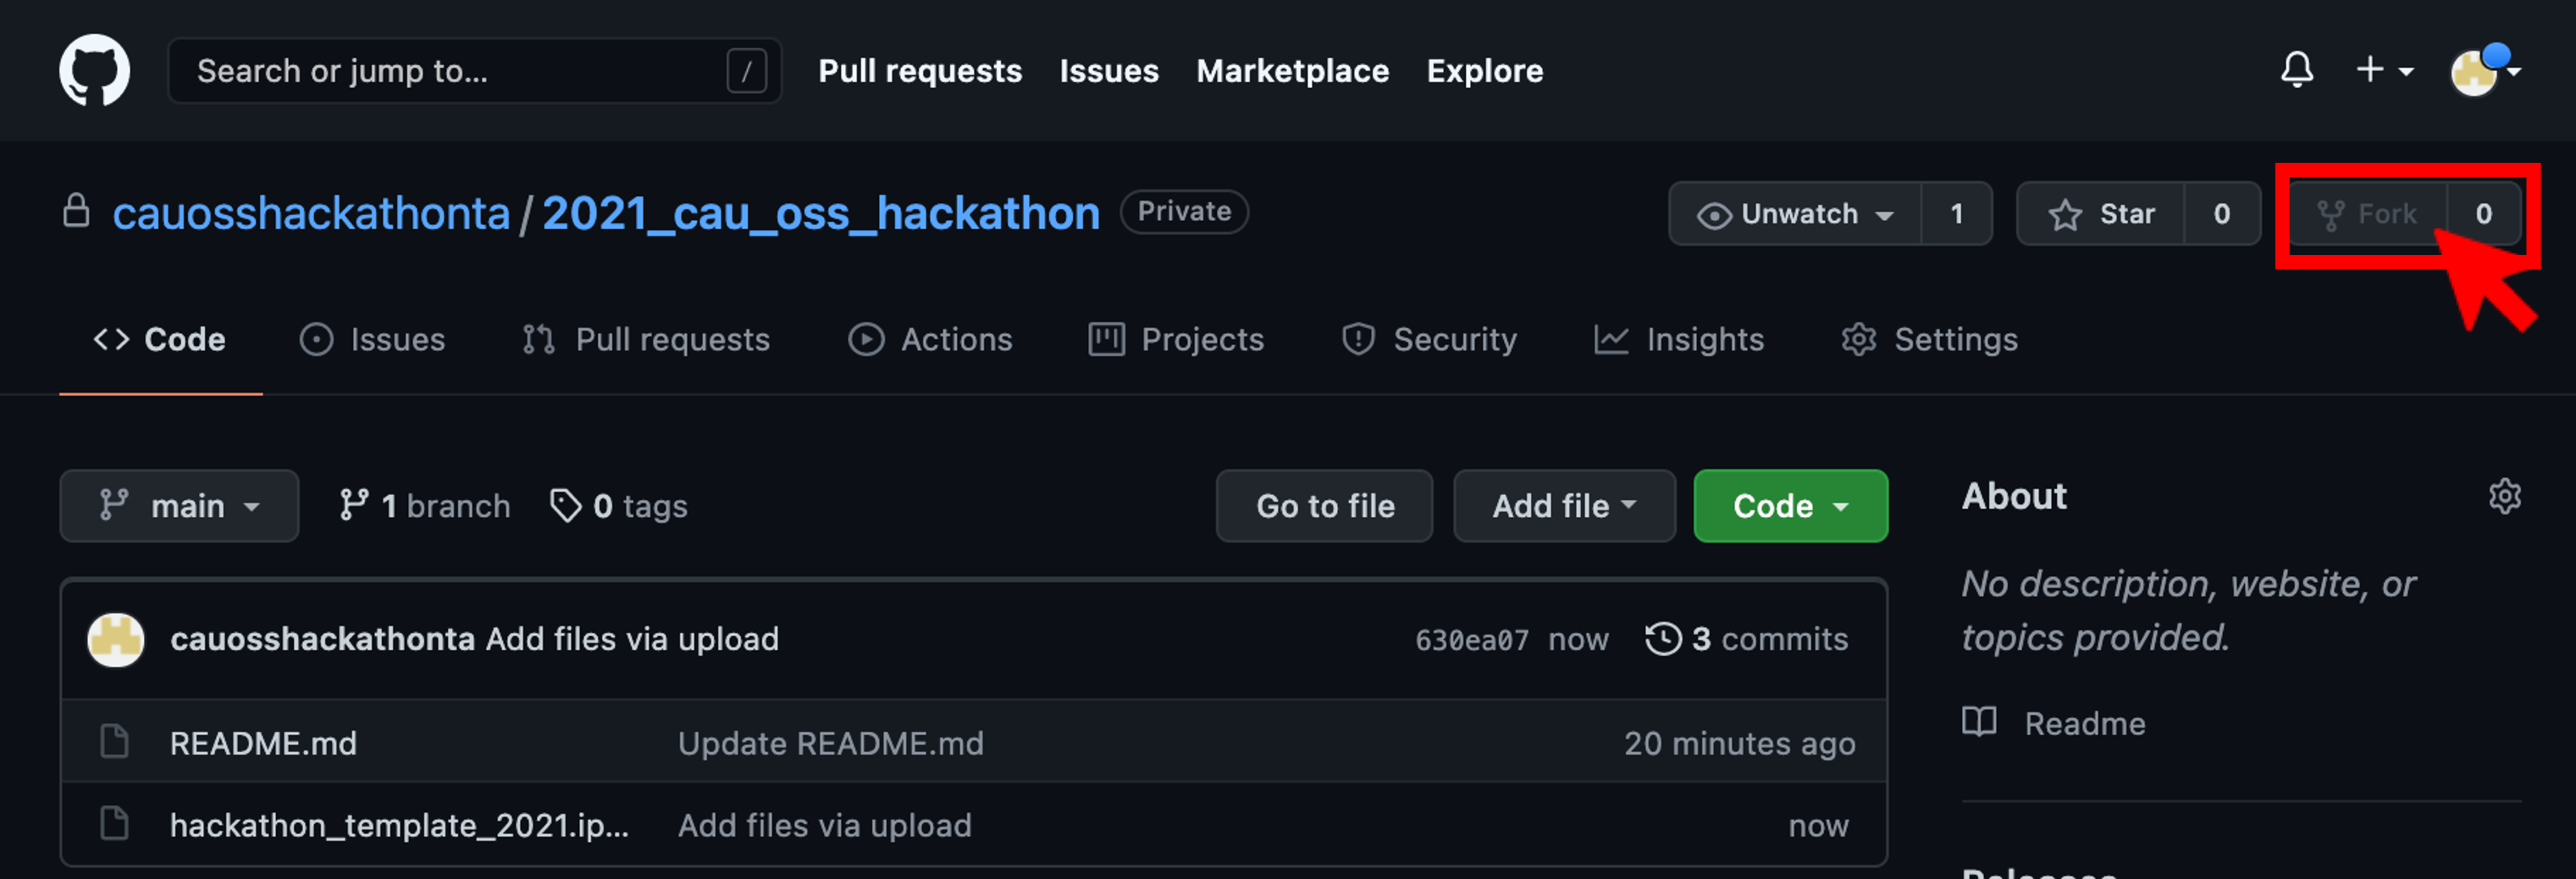 Search or jump to... / Pull requests Issues Marketplace Explore
cauosshackathonta / 2021_cau_oss_hackathon Private Unwatch 1 Star 0 Fork 0
Code Issues Pull requests Actions Projects Security Insights Settings
main 1 branch 0 tags Go to file Add file Code
About
No description, website, or
topics provided.
Readme
cauosshackathonta Add files via upload 630ea07 now 3 commits
README.md Update README.md 20 minutes ago
hackathon_template_2021.ip... Add files via upload now